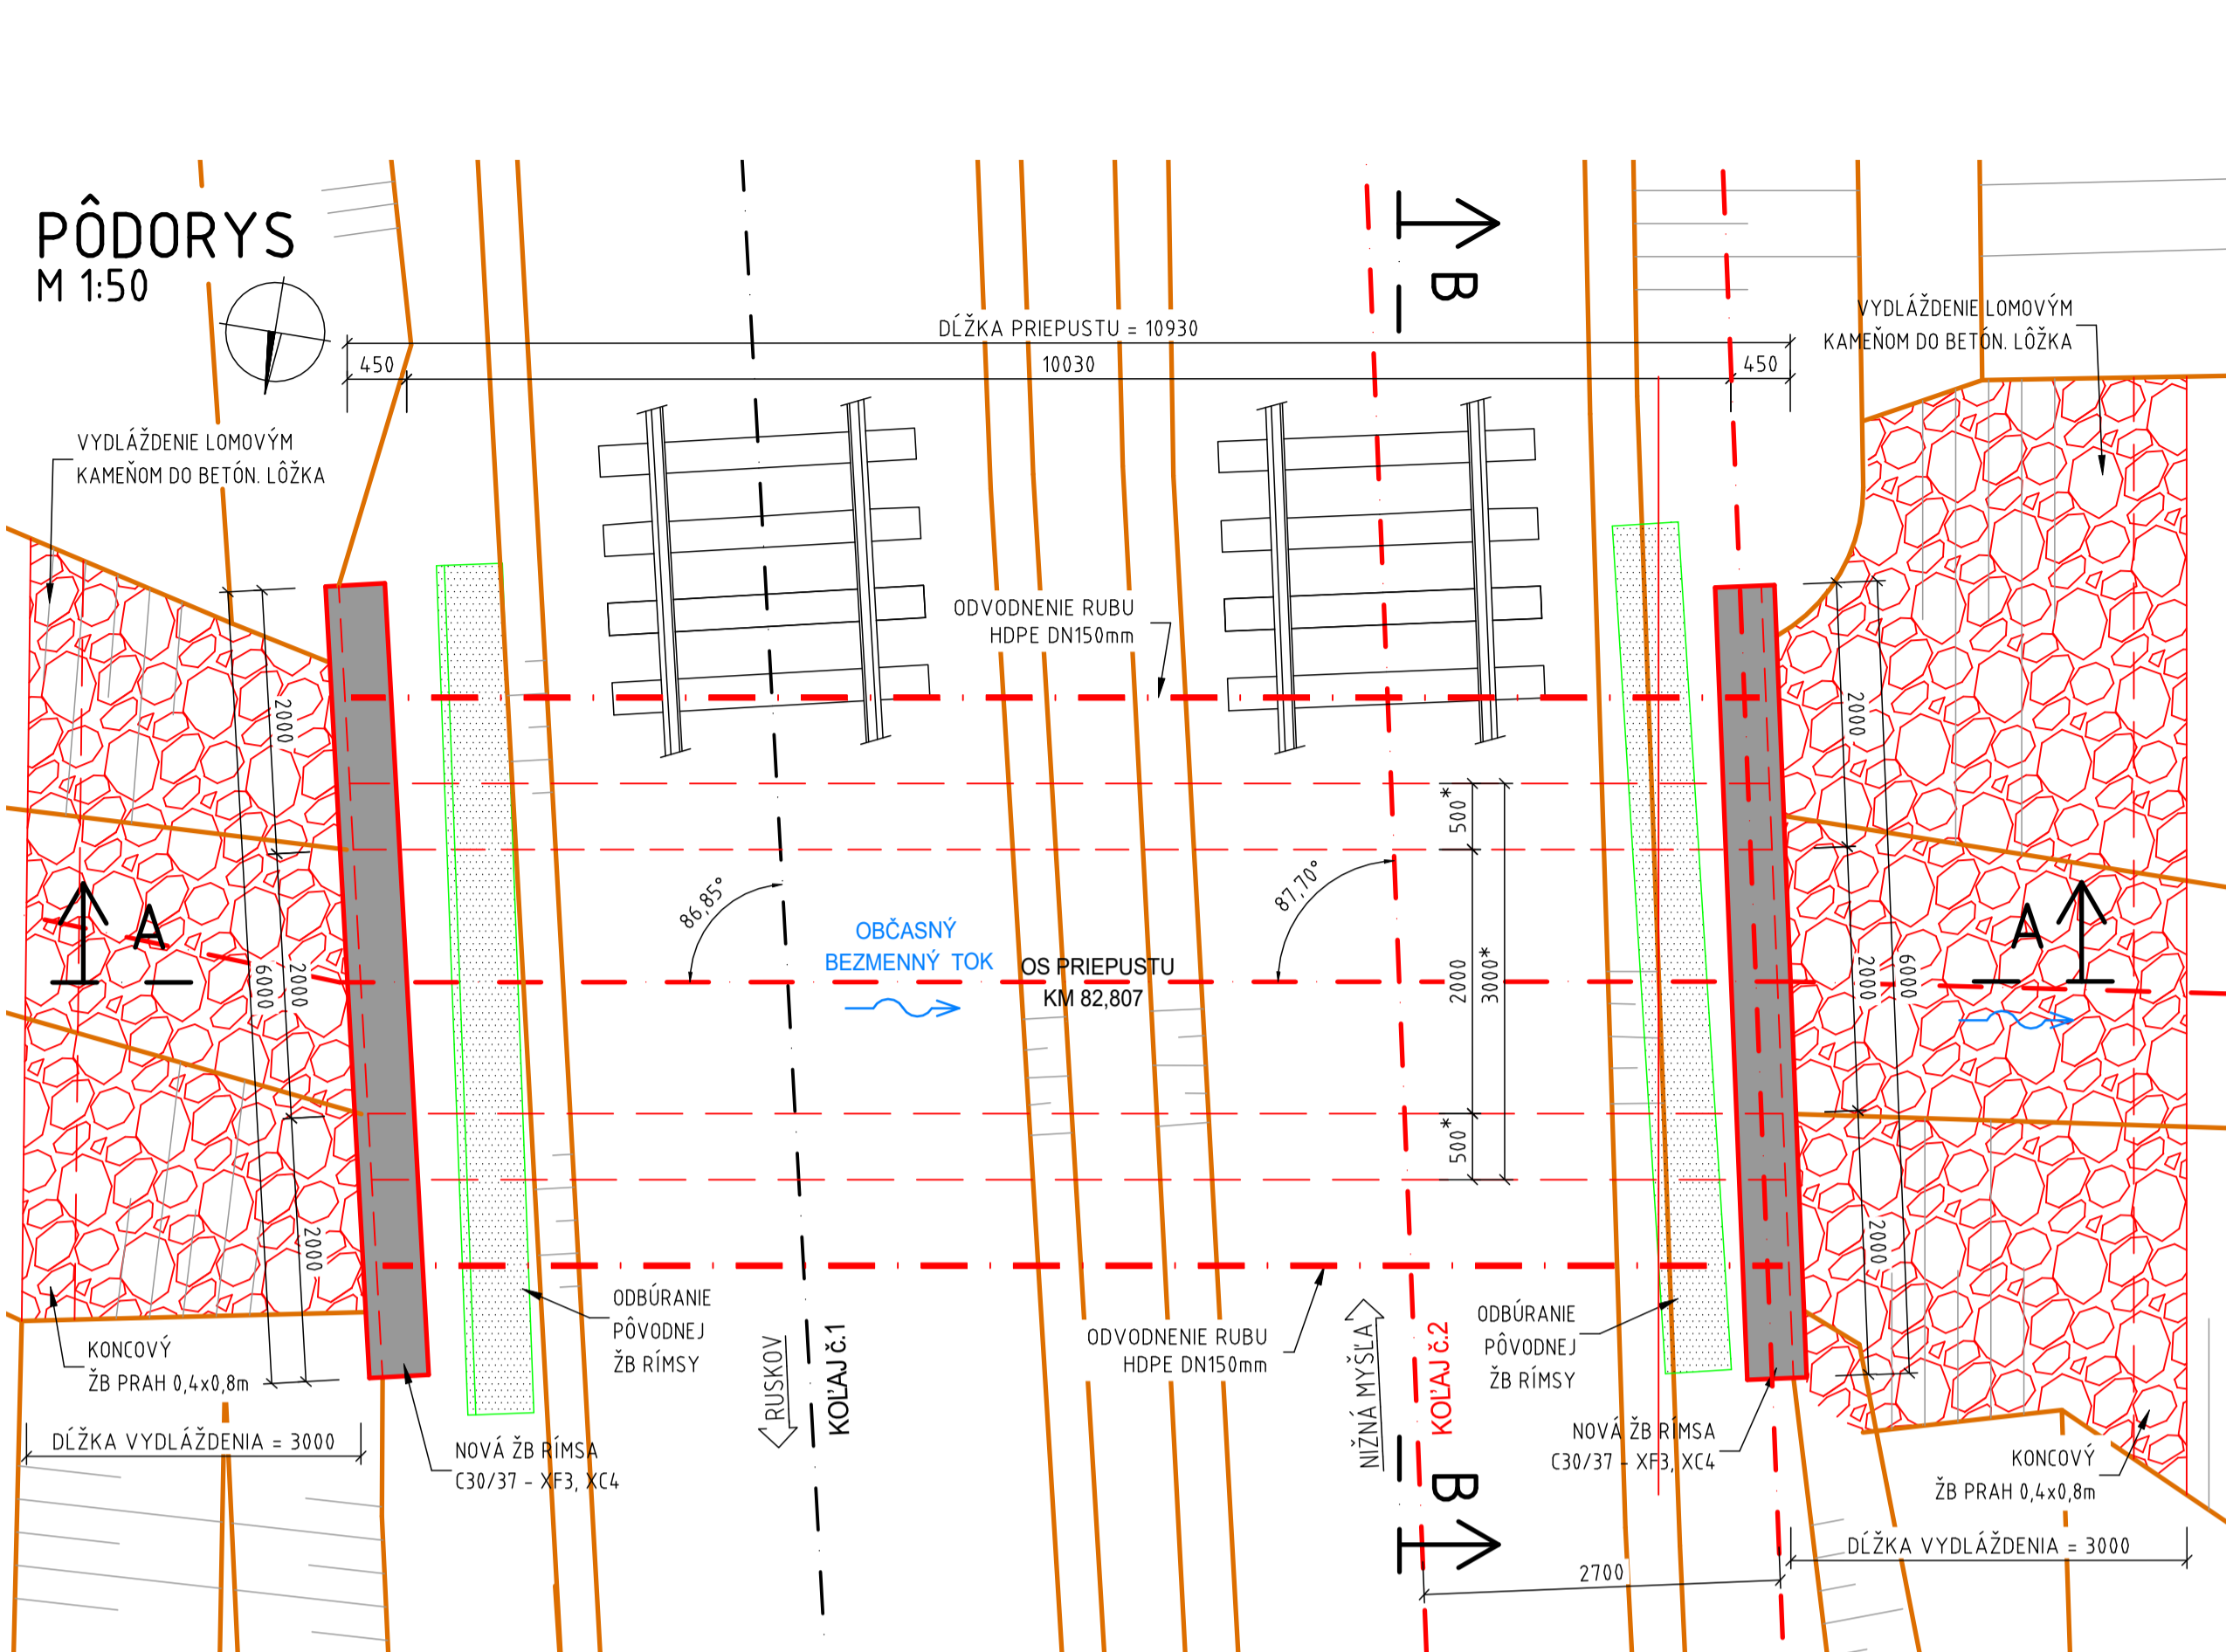 PÔDORYS
M 1:50
DĹŽKA PRIEPUSTU = 10930
450
10030
450
B
VYDLÁŽDENIE LOMOVÝM
KAMEŇOM DO BETÓN. LÔŽKA
VYDLÁŽDENIE LOMOVÝM
KAMEŇOM DO BETÓN. LÔŽKA
ODVODNENIE RUBU
HDPE DN150mm
2000
2000
500*
86,85°
87,70°
A
A
OBČASNÝ
BEZMENNÝ TOK
OS PRIEPUSTU
KM 82,807
6000
2000
2000
3000*
2000
6000
500*
2000
2000
ODBÚRANIE
PÔVODNEJ
ŽB RÍMSY
ODVODNENIE RUBU
HDPE DN150mm
ODBÚRANIE
PÔVODNEJ
ŽB RÍMSY
RUSKOV
KOĽAJ č.1
NIŽNÁ MYŠĽA
KOĽAJ č.2
KONCOVÝ
ŽB PRAH 0,4x0,8m
DĹŽKA VYDLÁŽDENIA = 3000
NOVÁ ŽB RÍMSA
C30/37 - XF3, XC4
NOVÁ ŽB RÍMSA
C30/37 - XF3, XC4
KONCOVÝ
ŽB PRAH 0,4x0,8m
B
DĹŽKA VYDLÁŽDENIA = 3000
2700